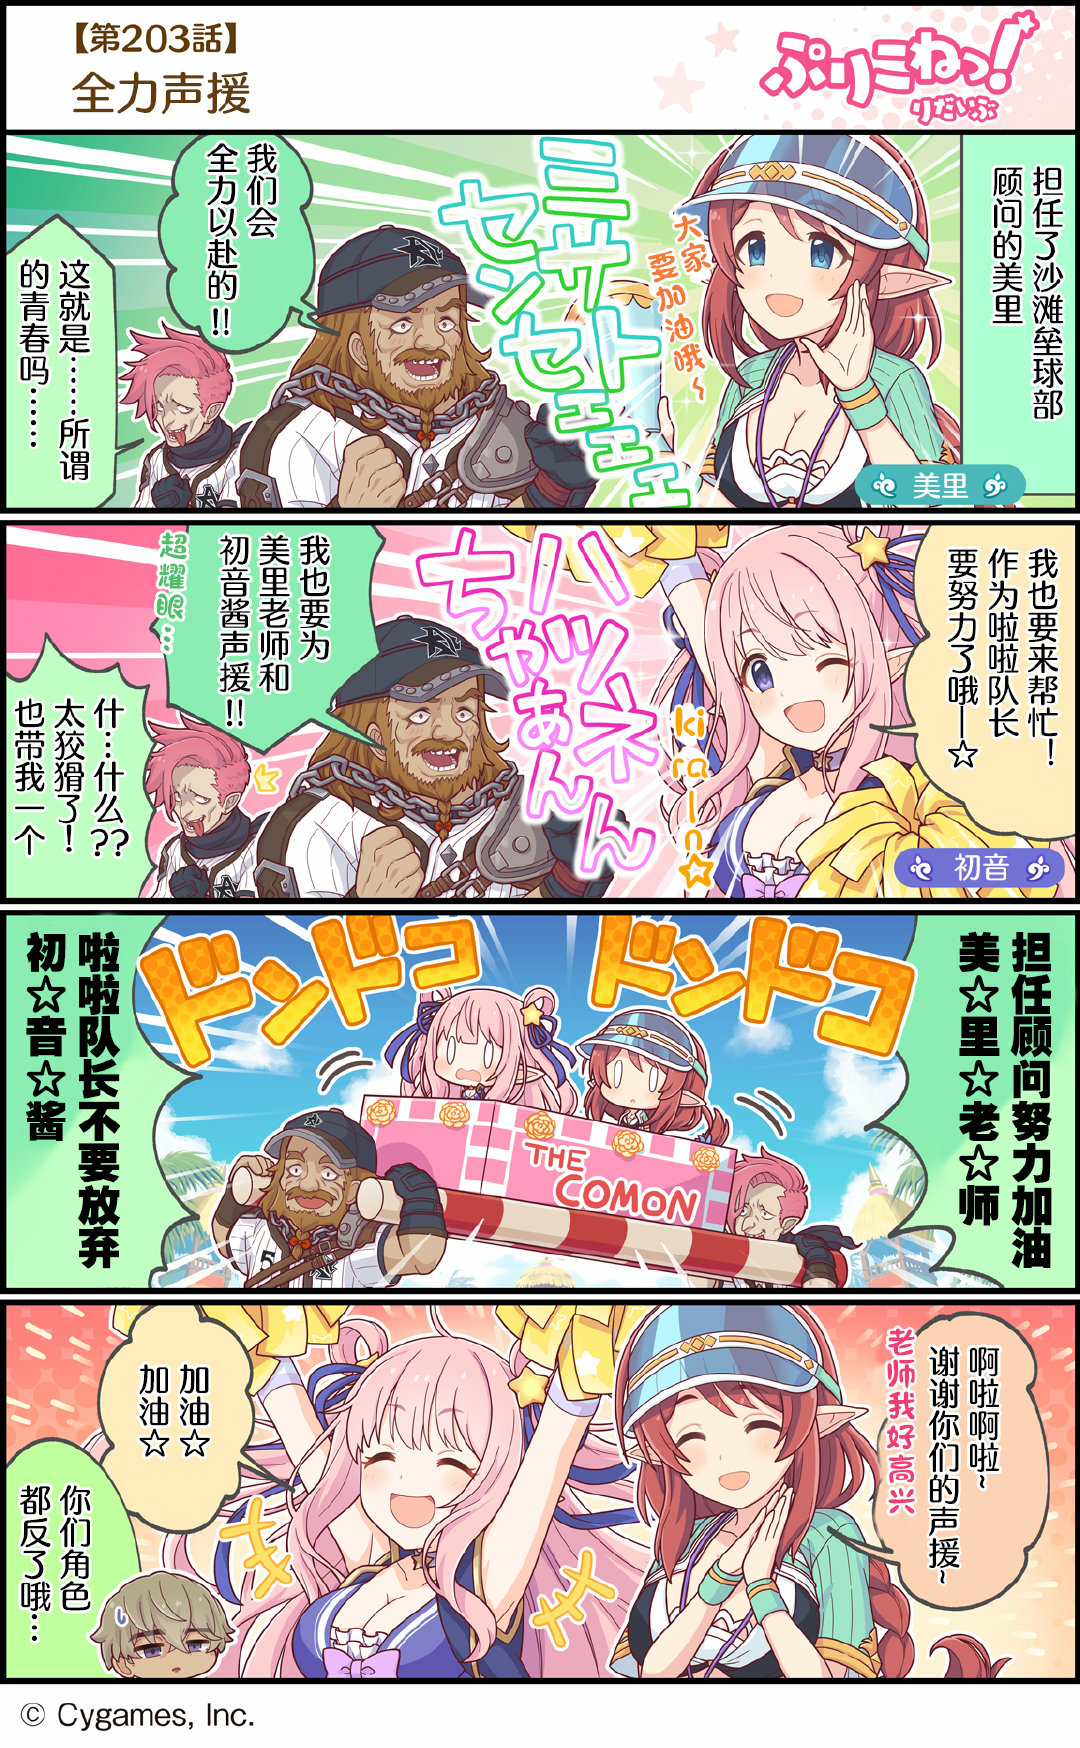 【第203話】
全力声援
ぷりこねっ!
りだいぶ
担任了沙滩垒球部
顾问的美里
大家
要加油哦~
ミサト
センセェェェェ
我们会
全力以赴的!!
这就是……所谓
的青春吗……
美里
我也要来帮忙!
作为啦啦队长
要努力了哦—☆
kiraln☆
ハツネ
ちゃぁんん
我也要为
美里老师和
初音酱声援!!
超耀眼…
什…什么??
太狡猾了!
也带我一个
初音
担任顾问努力加油
美☆里☆老☆师
ドンドコ
ドンドコ
啦啦队长不要放弃
初☆音☆酱
THE
COMON
5
啊啦啊啦~
谢谢你们的声援~
老师我好高兴
加油☆
加油☆
你们角色
都反了哦…
© Cygames, Inc.